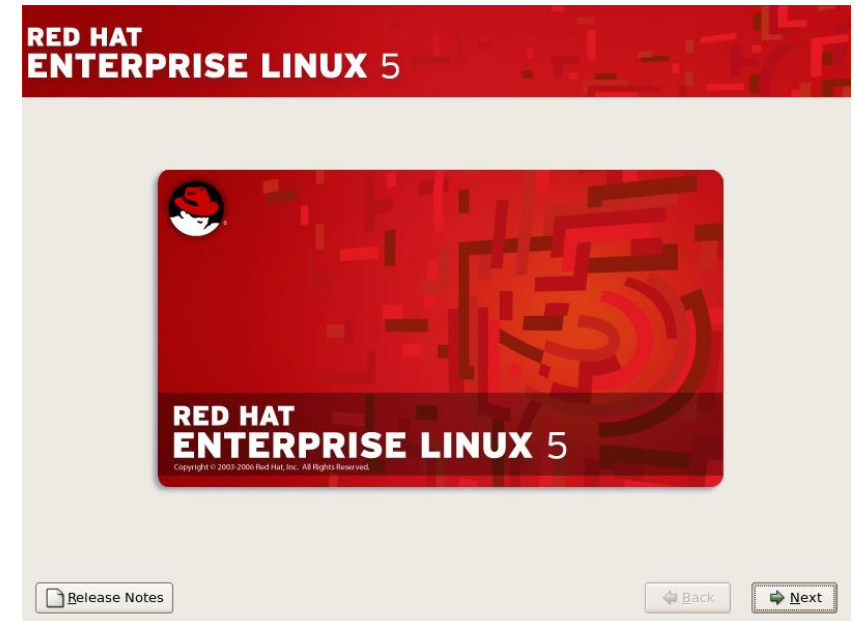 RED HAT
ENTERPRISE LINUX 5
RED HAT
ENTERPRISE LINUX 5
Copyright © 2003-2006 Red Hat, Inc. All Rights Reserved.
Release Notes
Back
Next